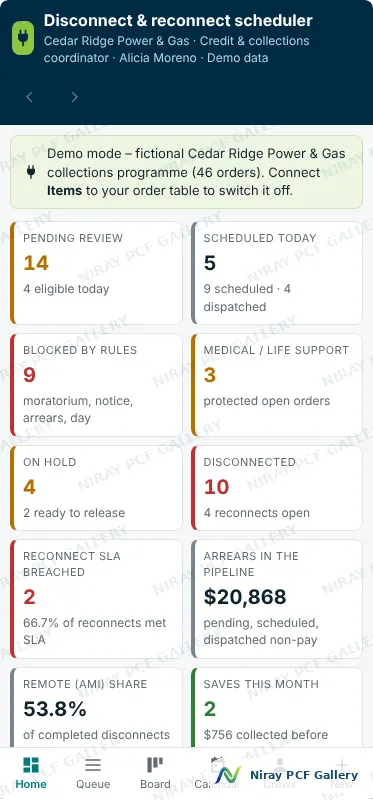 Disconnect & reconnect scheduler
Cedar Ridge Power & Gas · Credit & collections
coordinator · Alicia Moreno · Demo data
Demo mode – fictional Cedar Ridge Power & Gas
collections programme (46 orders). Connect
Items to your order table to switch it off.
PENDING REVIEW
14
4 eligible today
SCHEDULED TODAY
5
9 scheduled · 4
dispatched
BLOCKED BY RULES
9
moratorium, notice,
arrears, day
MEDICAL / LIFE SUPPORT
3
protected open orders
ON HOLD
4
2 ready to release
DISCONNECTED
10
4 reconnects open
RECONNECT SLA
BREACHED
2
66.7% of reconnects met
SLA
ARREARS IN THE
PIPELINE
$20,868
pending, scheduled,
dispatched non-pay
REMOTE (AMI) SHARE
53.8%
of completed disconnects
SAVES THIS MONTH
2
$756 collected before
Home
Queue
Board
Crews
New
Niray PCF Gallery
NIRAY PCF GALLERY